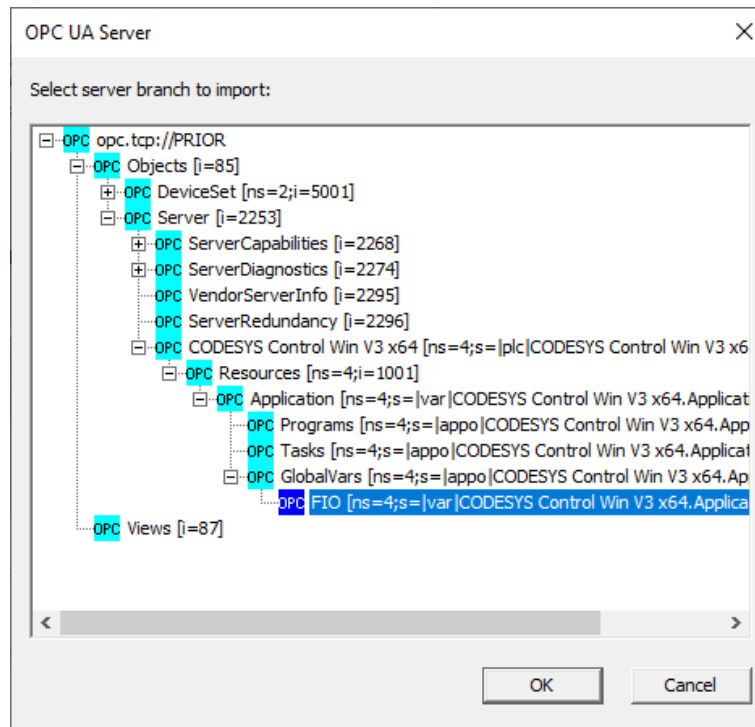 OPC UA Server
Select server branch to import:
OPC opc.tcp://PRIOR
OPC Objects [i=85]
OPC DeviceSet [ns=2;i=5001]
OPC Server [i=2253]
OPC ServerCapabilities [i=2268]
OPC ServerDiagnostics [i=2274]
OPC VendorServerInfo [i=2295]
OPC ServerRedundancy [i=2296]
OPC CODESYS Control Win V3 x64 [ns=4;s=|plc|CODESYS Control Win V3 x6
OPC Resources [ns=4;i=1001]
OPC Application [ns=4;s=|var|CODESYS Control Win V3 x64.Applicat
OPC Programs [ns=4;s=|appo|CODESYS Control Win V3 x64.App
OPC Tasks [ns=4;s=|appo|CODESYS Control Win V3 x64.Applicat
OPC GlobalVars [ns=4;s=|appo|CODESYS Control Win V3 x64.Ap
OPC FIO [ns=4;s=|var|CODESYS Control Win V3 x64.Applica
OPC Views [i=87]
OK Cancel